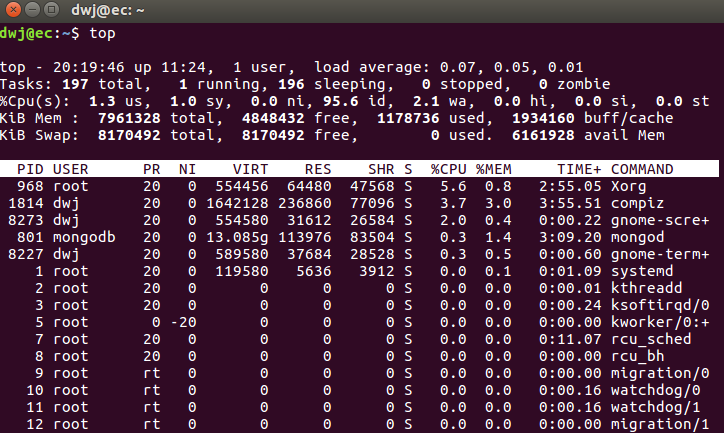 dwj@ec: ~
dwj@ec:~$ top
top - 20:19:46 up 11:24,  1 user,  load average: 0.07, 0.05, 0.01
Tasks: 197 total,   1 running, 196 sleeping,   0 stopped,   0 zombie
%Cpu(s):  1.3 us,  1.0 sy,  0.0 ni, 95.6 id,  2.1 wa,  0.0 hi,  0.0 si,  0.0 st
KiB Mem :  7961328 total,  4848432 free,  1178736 used,  1934160 buff/cache
KiB Swap:  8170492 total,  8170492 free,        0 used.  6161928 avail Mem
  PID USER      PR  NI    VIRT    RES    SHR S  %CPU %MEM     TIME+ COMMAND
  968 root      20   0  554456  64480  47568 S   5.6  0.8   2:55.05 Xorg
 1814 dwj       20   0 1642128 236860  77096 S   3.7  3.0   3:55.51 compiz
 8273 dwj       20   0  554580  31612  26584 S   2.0  0.4   0:00.22 gnome-scre+
  801 mongodb   20   0 13.085g 113976  83504 S   0.3  1.4   3:09.20 mongod
 8227 dwj       20   0  589580  37684  28528 S   0.3  0.5   0:00.60 gnome-term+
    1 root      20   0  119580   5636   3912 S   0.0  0.1   0:01.09 systemd
    2 root      20   0       0      0      0 S   0.0  0.0   0:00.01 kthreadd
    3 root      20   0       0      0      0 S   0.0  0.0   0:00.24 ksoftirqd/0
    5 root       0 -20       0      0      0 S   0.0  0.0   0:00.00 kworker/0:+
    7 root      20   0       0      0      0 S   0.0  0.0   0:11.07 rcu_sched
    8 root      20   0       0      0      0 S   0.0  0.0   0:00.00 rcu_bh
    9 root      rt   0       0      0      0 S   0.0  0.0   0:00.00 migration/0
   10 root      rt   0       0      0      0 S   0.0  0.0   0:00.16 watchdog/0
   11 root      rt   0       0      0      0 S   0.0  0.0   0:00.16 watchdog/1
   12 root      rt   0       0      0      0 S   0.0  0.0   0:00.00 migration/1